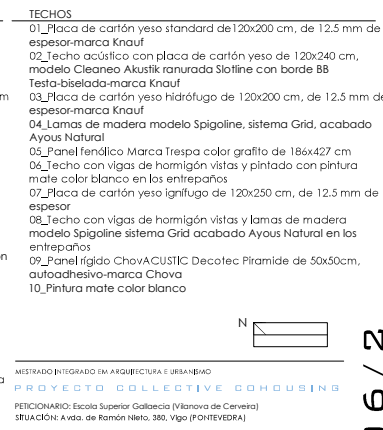 TECHOS
01_Placa de cartón yeso standard de120x200 cm, de 12.5 mm de
espesor-marca Knauf
02_Techo acústico con placa de cartón yeso de 120x240 cm,
modelo Cleaneo Akustik ranurada Slotline con borde BB
Testa-biselada-marca Knauf
03_Placa de cartón yeso hidrófugo de 120x200 cm, de 12.5 mm de
espesor-marca Knauf
04_Lamas de madera modelo Spigoline, sistema Grid, acabado
Ayous Natural
05_Panel fenólico Marca Trespa color grafito de 186x427 cm
06_Techo con vigas de hormigón vistas y pintado con pintura
mate color blanco en los entrepaños
07_Placa de cartón yeso ignífugo de 120x250 cm, de 12.5 mm de
espesor
08_Techo con vigas de hormigón vistas y lamas de madera
modelo Spigoline sistema Grid acabado Ayous Natural en los
entrepaños
09_Panel rígido ChovACUSTIC Decotec Piramide de 50x50cm,
autoadhesivo-marca Chova
10_Pintura mate color blanco
N
MESTRADO INTEGRADO EM ARQUITECTURA E URBANISMO
PROYECTO COLLECTIVE COHOUSING
PETICIONARIO: Escola Superior Gallaecia (Vilanova de Cerveira)
SITUACIÓN: Avda. de Ramón Nieto, 380, Vigo (PONTEVEDRA)